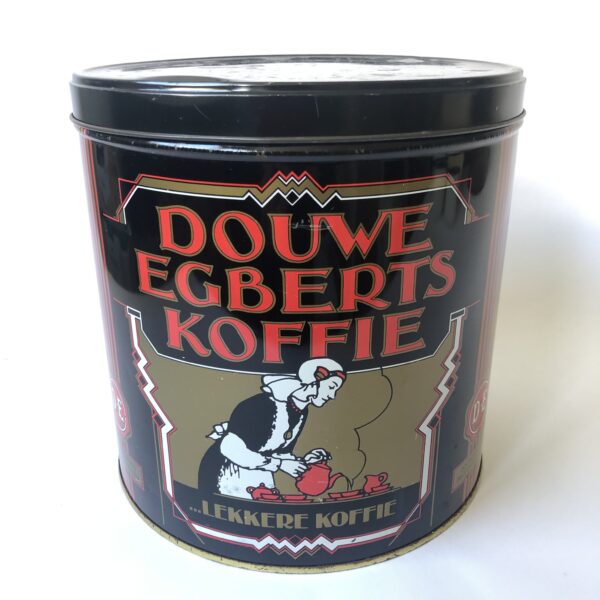 DOUWE
EGBERTS
KOFFIE
...LEKKERE KOFFIE
D.E